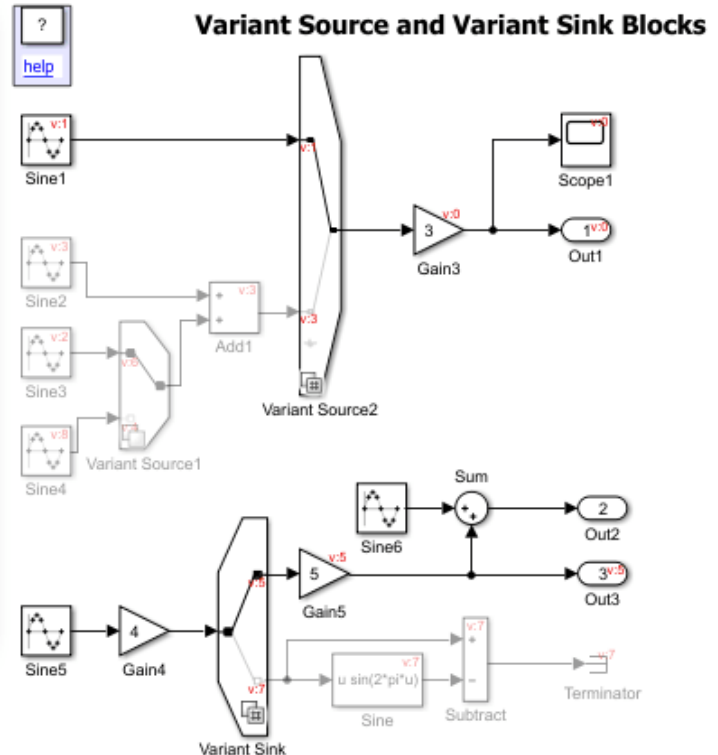 ?
help
Variant Source and Variant Sink Blocks
v:1
Sine1
v:1
v:0
Scope1
3
v:0
Gain3
1
v:0
Out1
v:3
Sine2
v:3
+
+
Add1
v:3
v:2
Sine3
v:6
v:8
Sine4
Variant Source1
Variant Source2
Sum
Sine6
+
+
2
Out2
v:5
5
v:5
Gain5
3
v:5
Out3
Sine5
4
Gain4
v:7
Variant Sink
v:7
u sin(2*pi*u)
Sine
v:7
+
−
Subtract
v:7
Terminator